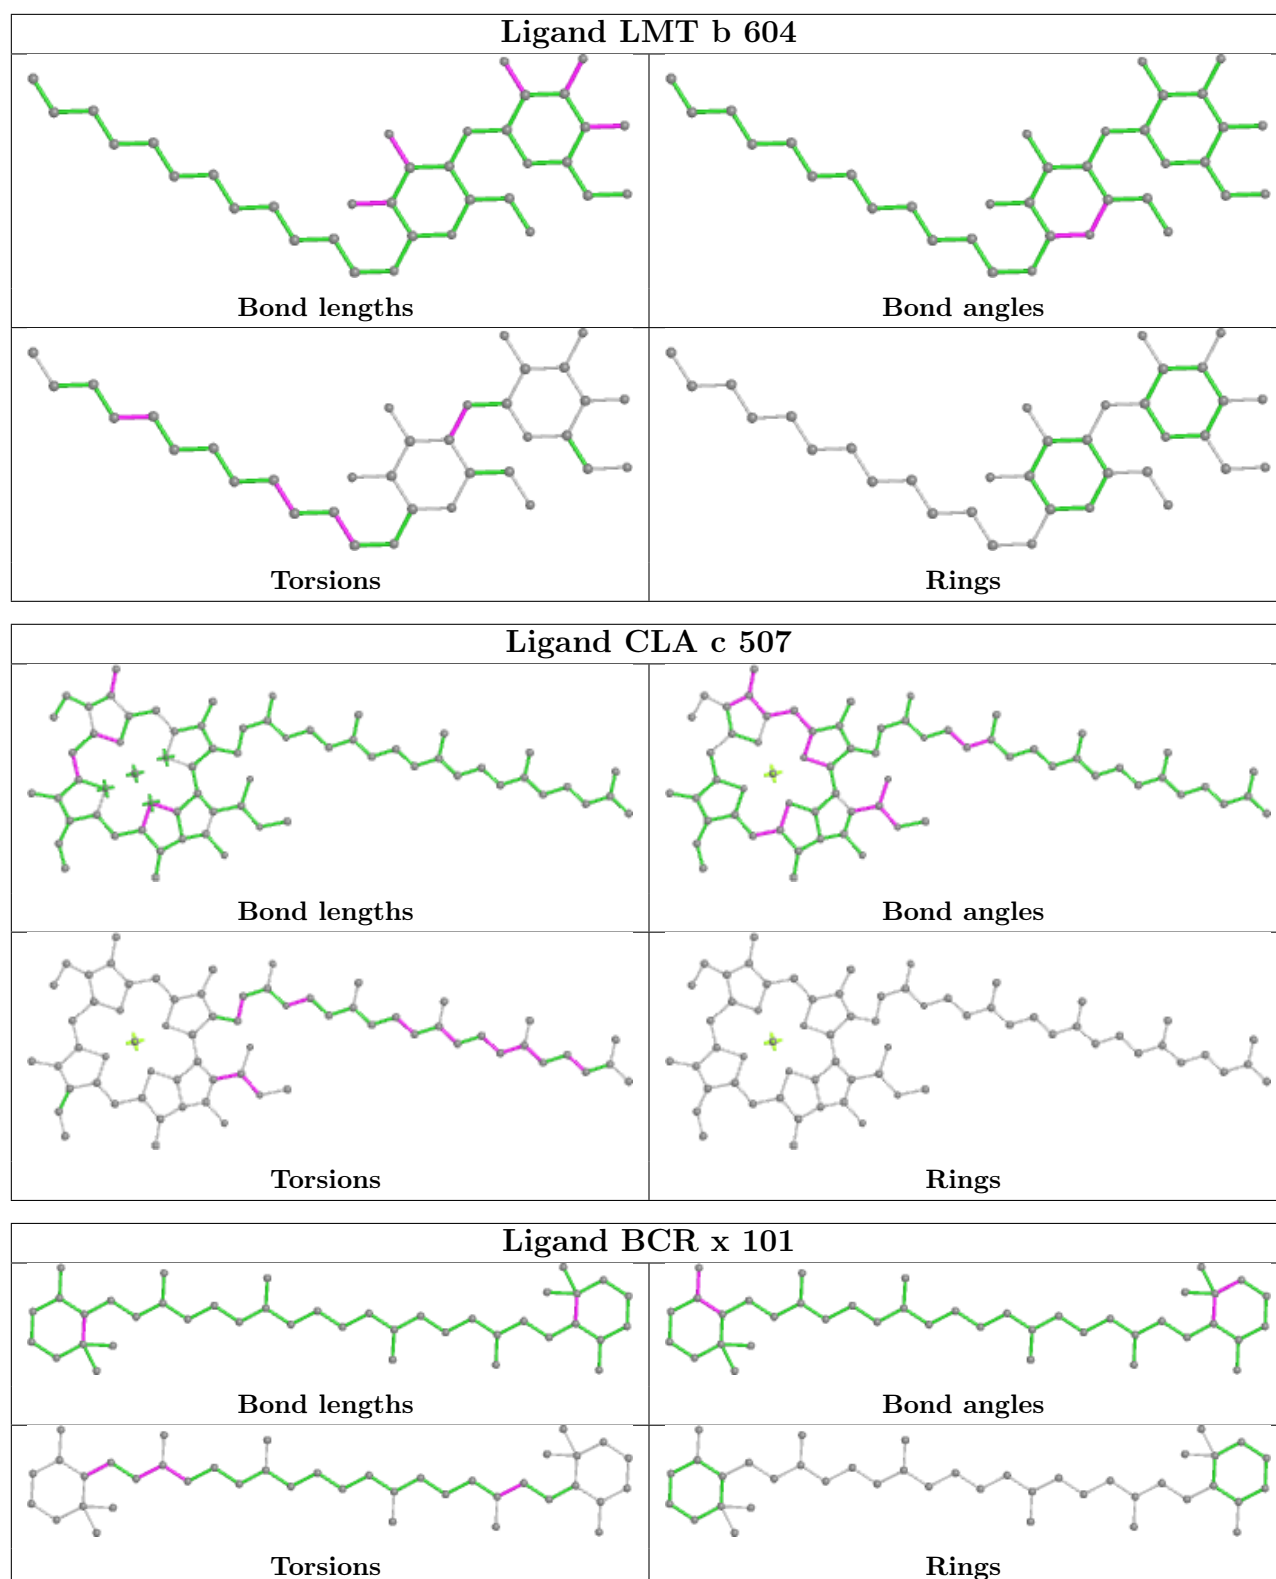 Ligand LMT b 604
Bond lengths
Bond angles
Torsions
Rings
Ligand CLA c 507
Bond lengths
Bond angles
Torsions
Rings
Ligand BCR x 101
Bond lengths
Bond angles
Torsions
Rings